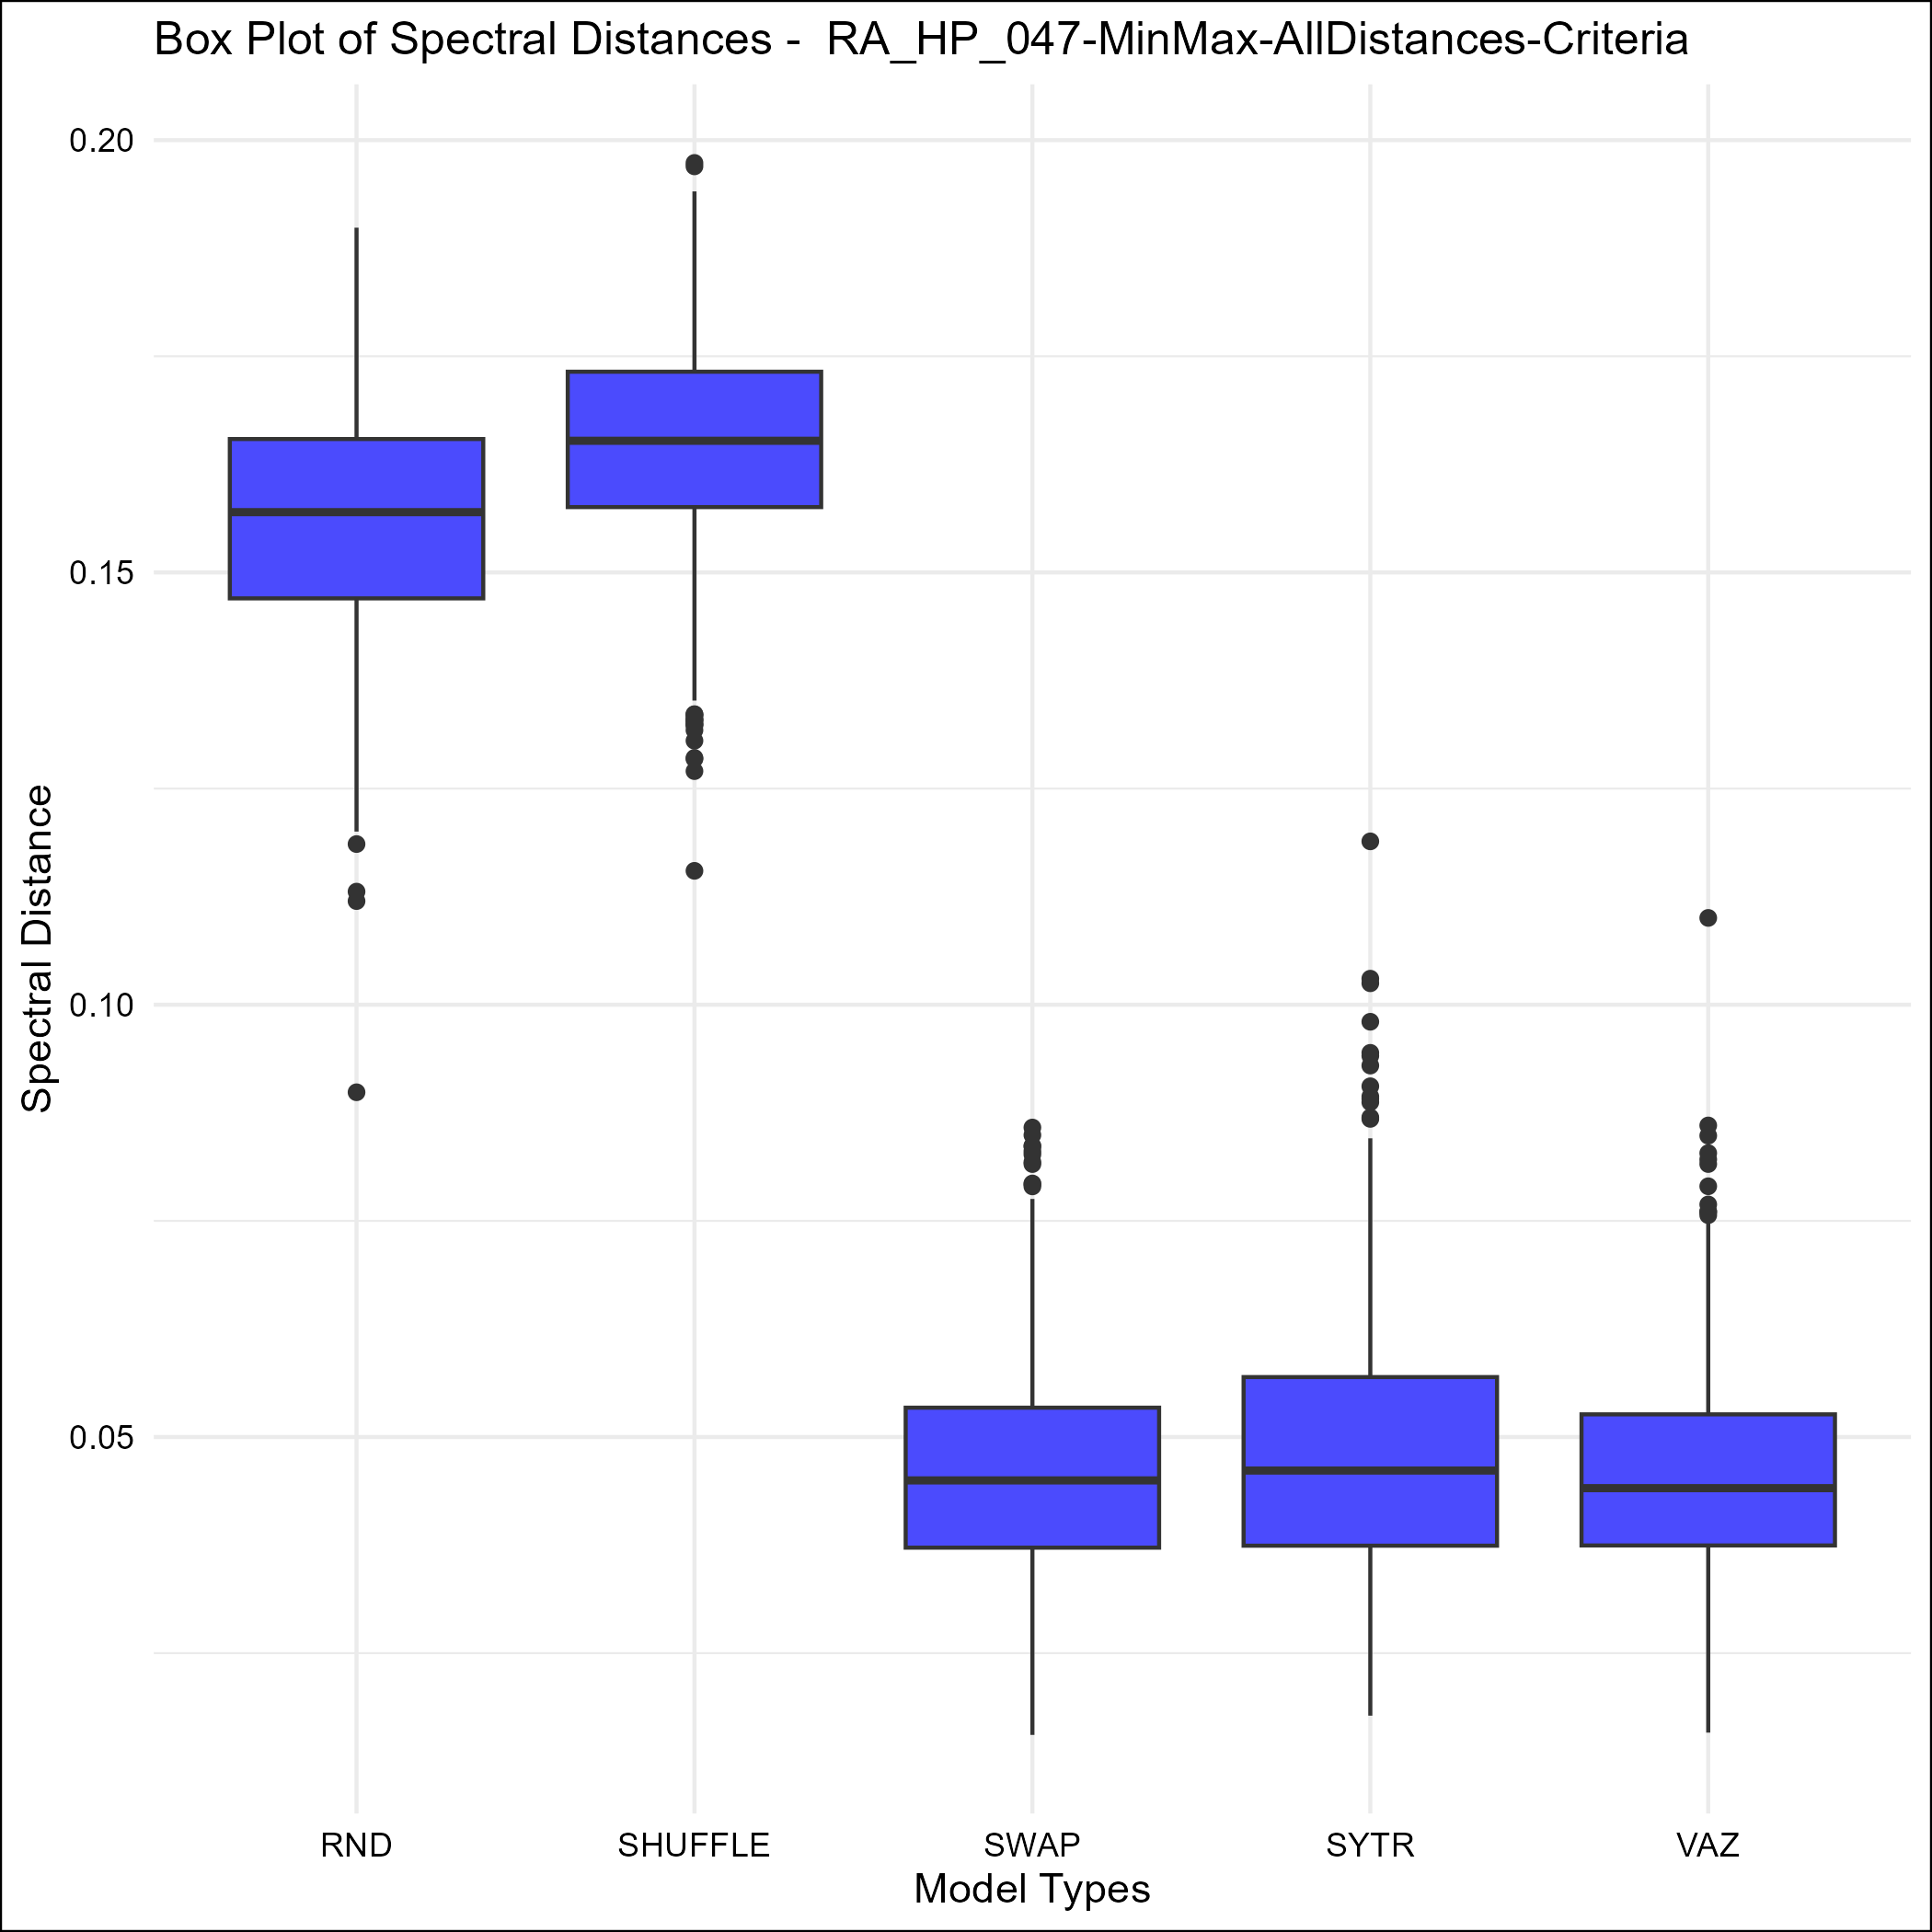 Box Plot of Spectral Distances -  RA_HP_047-MinMax-AllDistances-Criteria
0.20
0.15
0.10
0.05
Spectral Distance
RND SHUFFLE SWAP SYTR VAZ
Model Types